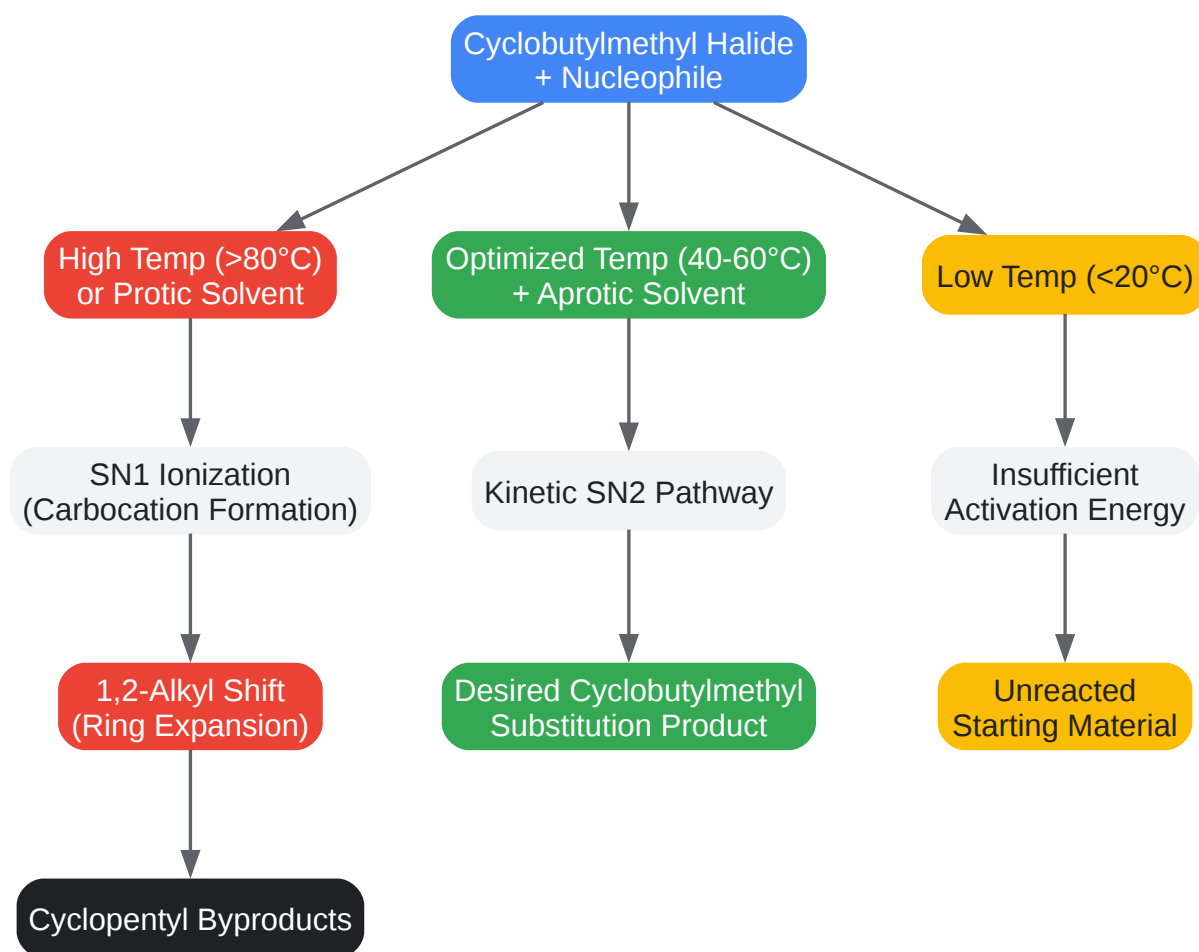 Cyclobutylmethyl Halide
+ Nucleophile
High Temp (>80°C)
or Protic Solvent
Optimized Temp (40-60°C)
+ Aprotic Solvent
Low Temp (<20°C)
SN1 Ionization
(Carbocation Formation)
Kinetic SN2 Pathway
Insufficient
Activation Energy
1,2-Alkyl Shift
(Ring Expansion)
Desired Cyclobutylmethyl
Substitution Product
Unreacted
Starting Material
Cyclopentyl Byproducts